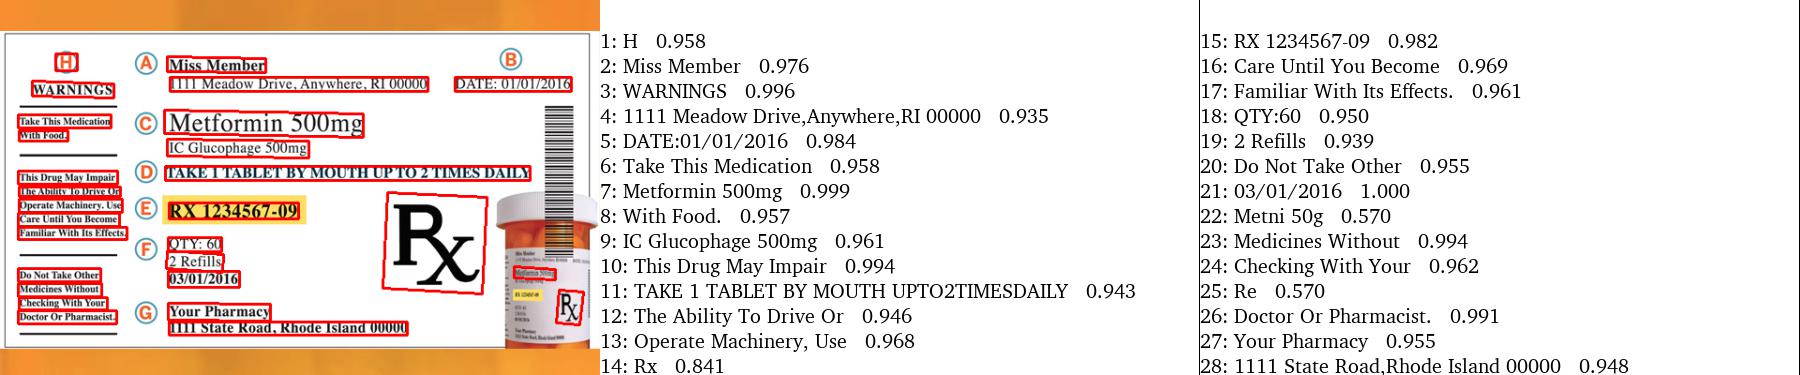 H
WARNINGS
Take This Medication
With Food.
This Drug May Impair
The Ability To Drive Or
Operate Machinery. Use
Care Until You Become
Familiar With Its Effects.
Do Not Take Other
Medicines Without
Checking With Your
Doctor Or Pharmacist.
A
Miss Member
1111 Meadow Drive, Anywhere, RI 00000
B
DATE: 01/01/2016
C
Metformin 500mg
IC Glucophage 500mg
D
TAKE 1 TABLET BY MOUTH UP TO 2 TIMES DAILY
E
RX 1234567-09
F
QTY: 60
2 Refills
03/01/2016
G
Your Pharmacy
1111 State Road, Rhode Island 00000
Rx
Miss Member
Metformin 500mg
Rx
1: H 0.958
2: Miss Member 0.976
3: WARNINGS 0.996
4: 1111 Meadow Drive,Anywhere,RI 00000 0.935
5: DATE:01/01/2016 0.984
6: Take This Medication 0.958
7: Metformin 500mg 0.999
8: With Food. 0.957
9: IC Glucophage 500mg 0.961
10: This Drug May Impair 0.994
11: TAKE 1 TABLET BY MOUTH UPTO2TIMESDAILY 0.943
12: The Ability To Drive Or 0.946
13: Operate Machinery, Use 0.968
14: Rx 0.841
15: RX 1234567-09 0.982
16: Care Until You Become 0.969
17: Familiar With Its Effects. 0.961
18: QTY:60 0.950
19: 2 Refills 0.939
20: Do Not Take Other 0.955
21: 03/01/2016 1.000
22: Metni 50g 0.570
23: Medicines Without 0.994
24: Checking With Your 0.962
25: Re 0.570
26: Doctor Or Pharmacist. 0.991
27: Your Pharmacy 0.955
28: 1111 State Road,Rhode Island 00000 0.948